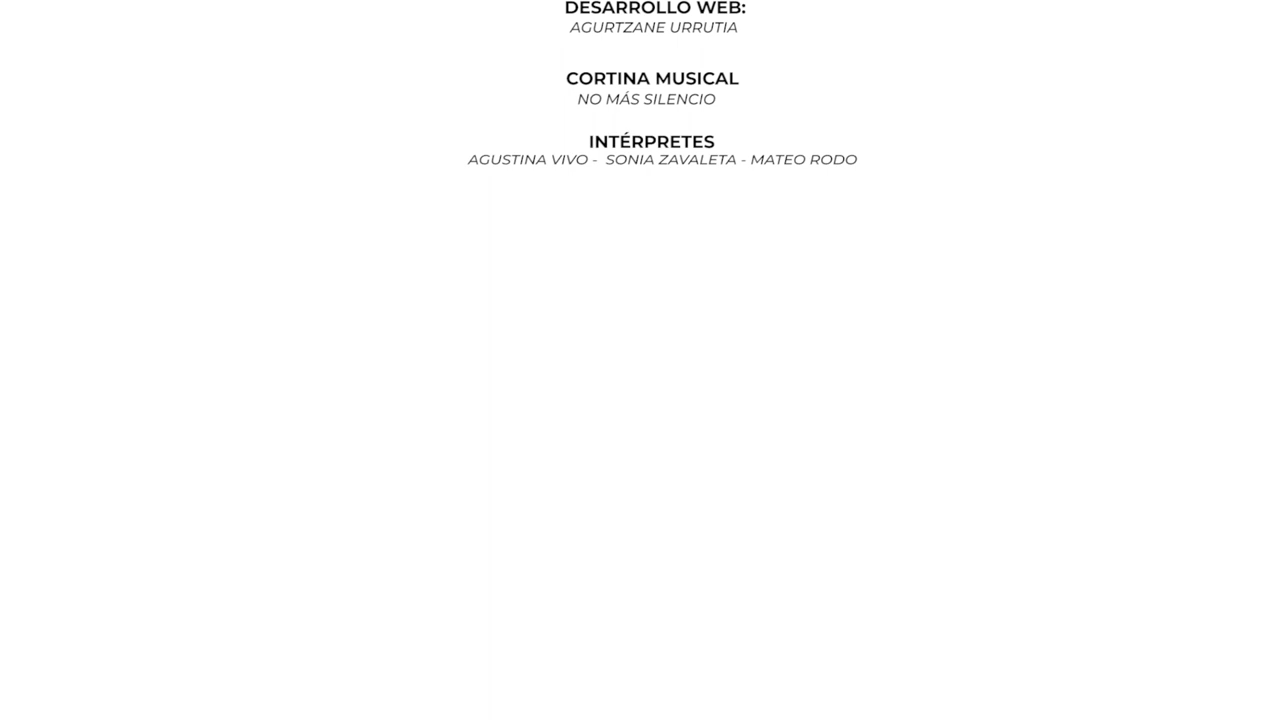 DESARROLLO WEB:
AGURTZANE URRUTIA
CORTINA MUSICAL
NO MÁS SILENCIO
INTÉRPRETES
AGUSTINA VIVO - SONIA ZAVALETA - MATEO RODO